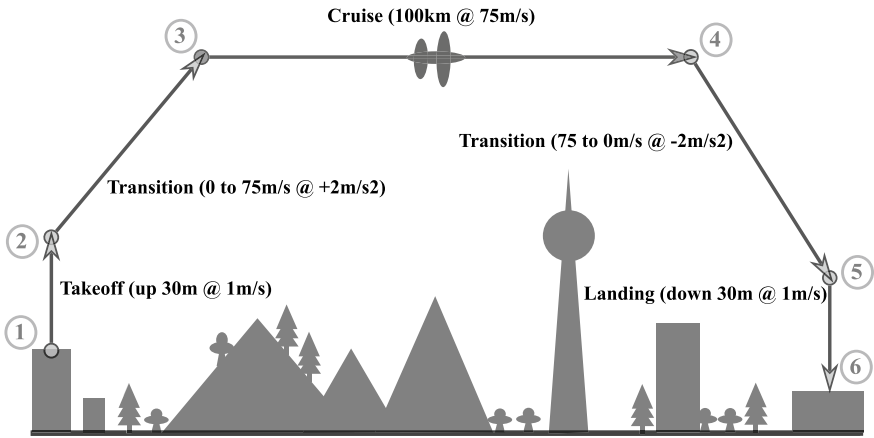 Cruise (100km @ 75m/s)
3
4
Transition (75 to 0m/s @ -2m/s2)
Transition (0 to 75m/s @ +2m/s2)
2
5
Takeoff (up 30m @ 1m/s)
Landing (down 30m @ 1m/s)
1
6